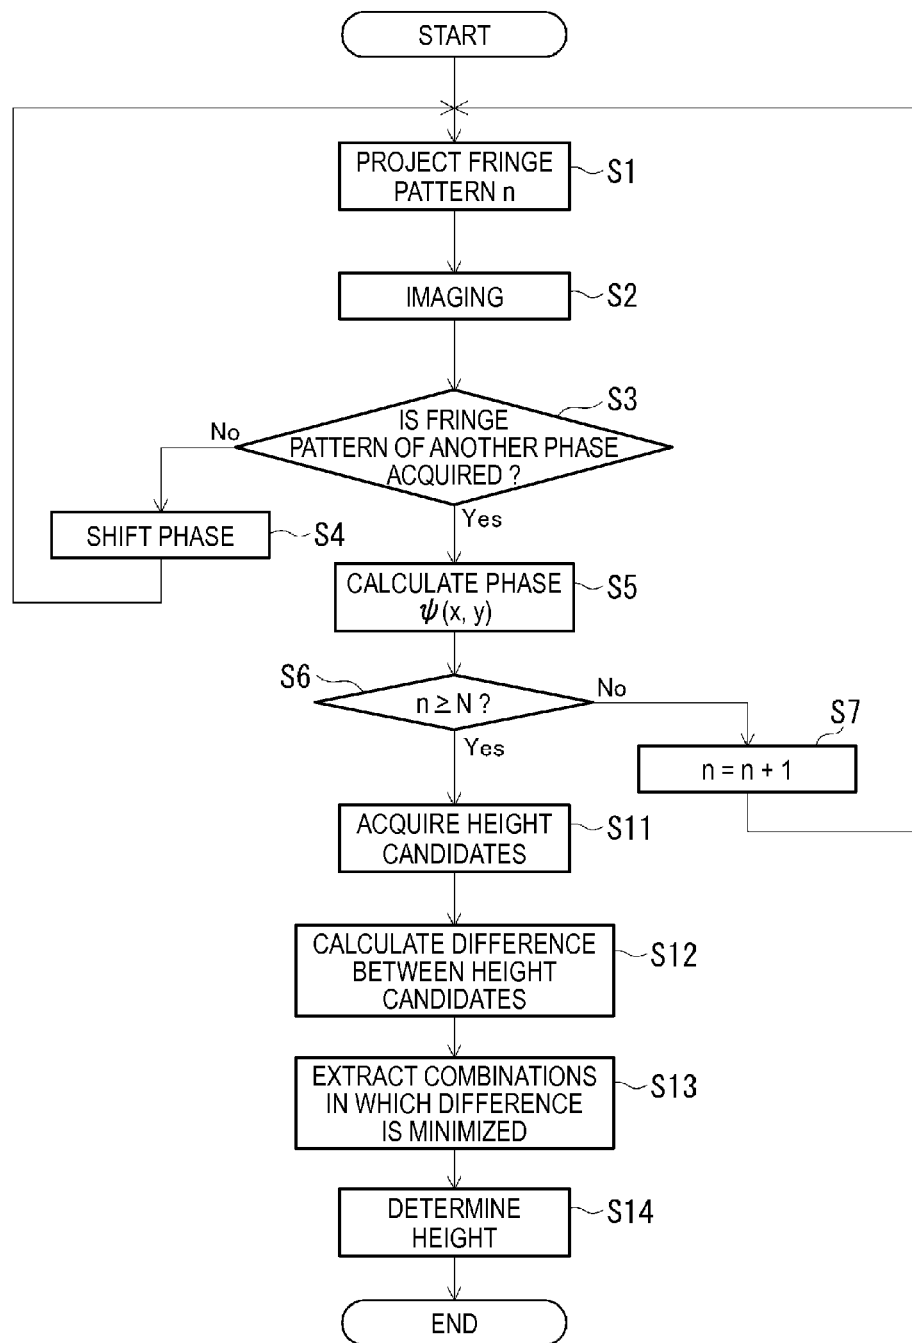 START
PROJECT FRINGE
PATTERN n
S1
IMAGING
S2
S3
IS FRINGE
PATTERN OF ANOTHER PHASE
ACQUIRED ?
No
Yes
SHIFT PHASE
S4
CALCULATE PHASE
ψ(x, y)
S5
S6
n ≥ N ?
No
Yes
S7
n = n + 1
ACQUIRE HEIGHT
CANDIDATES
S11
CALCULATE DIFFERENCE
BETWEEN HEIGHT
CANDIDATES
S12
EXTRACT COMBINATIONS
IN WHICH DIFFERENCE
IS MINIMIZED
S13
DETERMINE
HEIGHT
S14
END